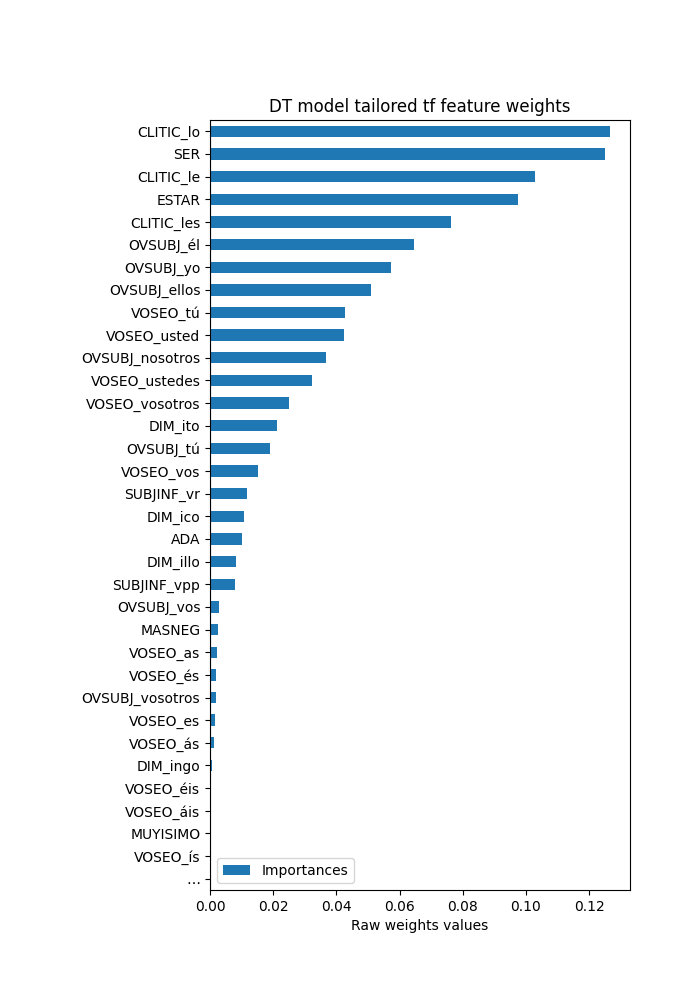 DT model tailored tf feature weights
CLITIC_lo
SER
CLITIC_le
ESTAR
CLITIC_les
OVSUBJ_él
OVSUBJ_yo
OVSUBJ_ellos
VOSEO_tú
VOSEO_usted
OVSUBJ_nosotros
VOSEO_ustedes
VOSEO_vosotros
DIM_ito
OVSUBJ_tú
VOSEO_vos
SUBJINF_vr
DIM_ico
ADA
DIM_illo
SUBJINF_vpp
OVSUBJ_vos
MASNEG
VOSEO_as
VOSEO_és
OVSUBJ_vosotros
VOSEO_es
VOSEO_ás
DIM_ingo
VOSEO_éis
VOSEO_áis
MUYISIMO
VOSEO_ís
...
Importances
0.00 0.02 0.04 0.06 0.08 0.10 0.12
Raw weights values